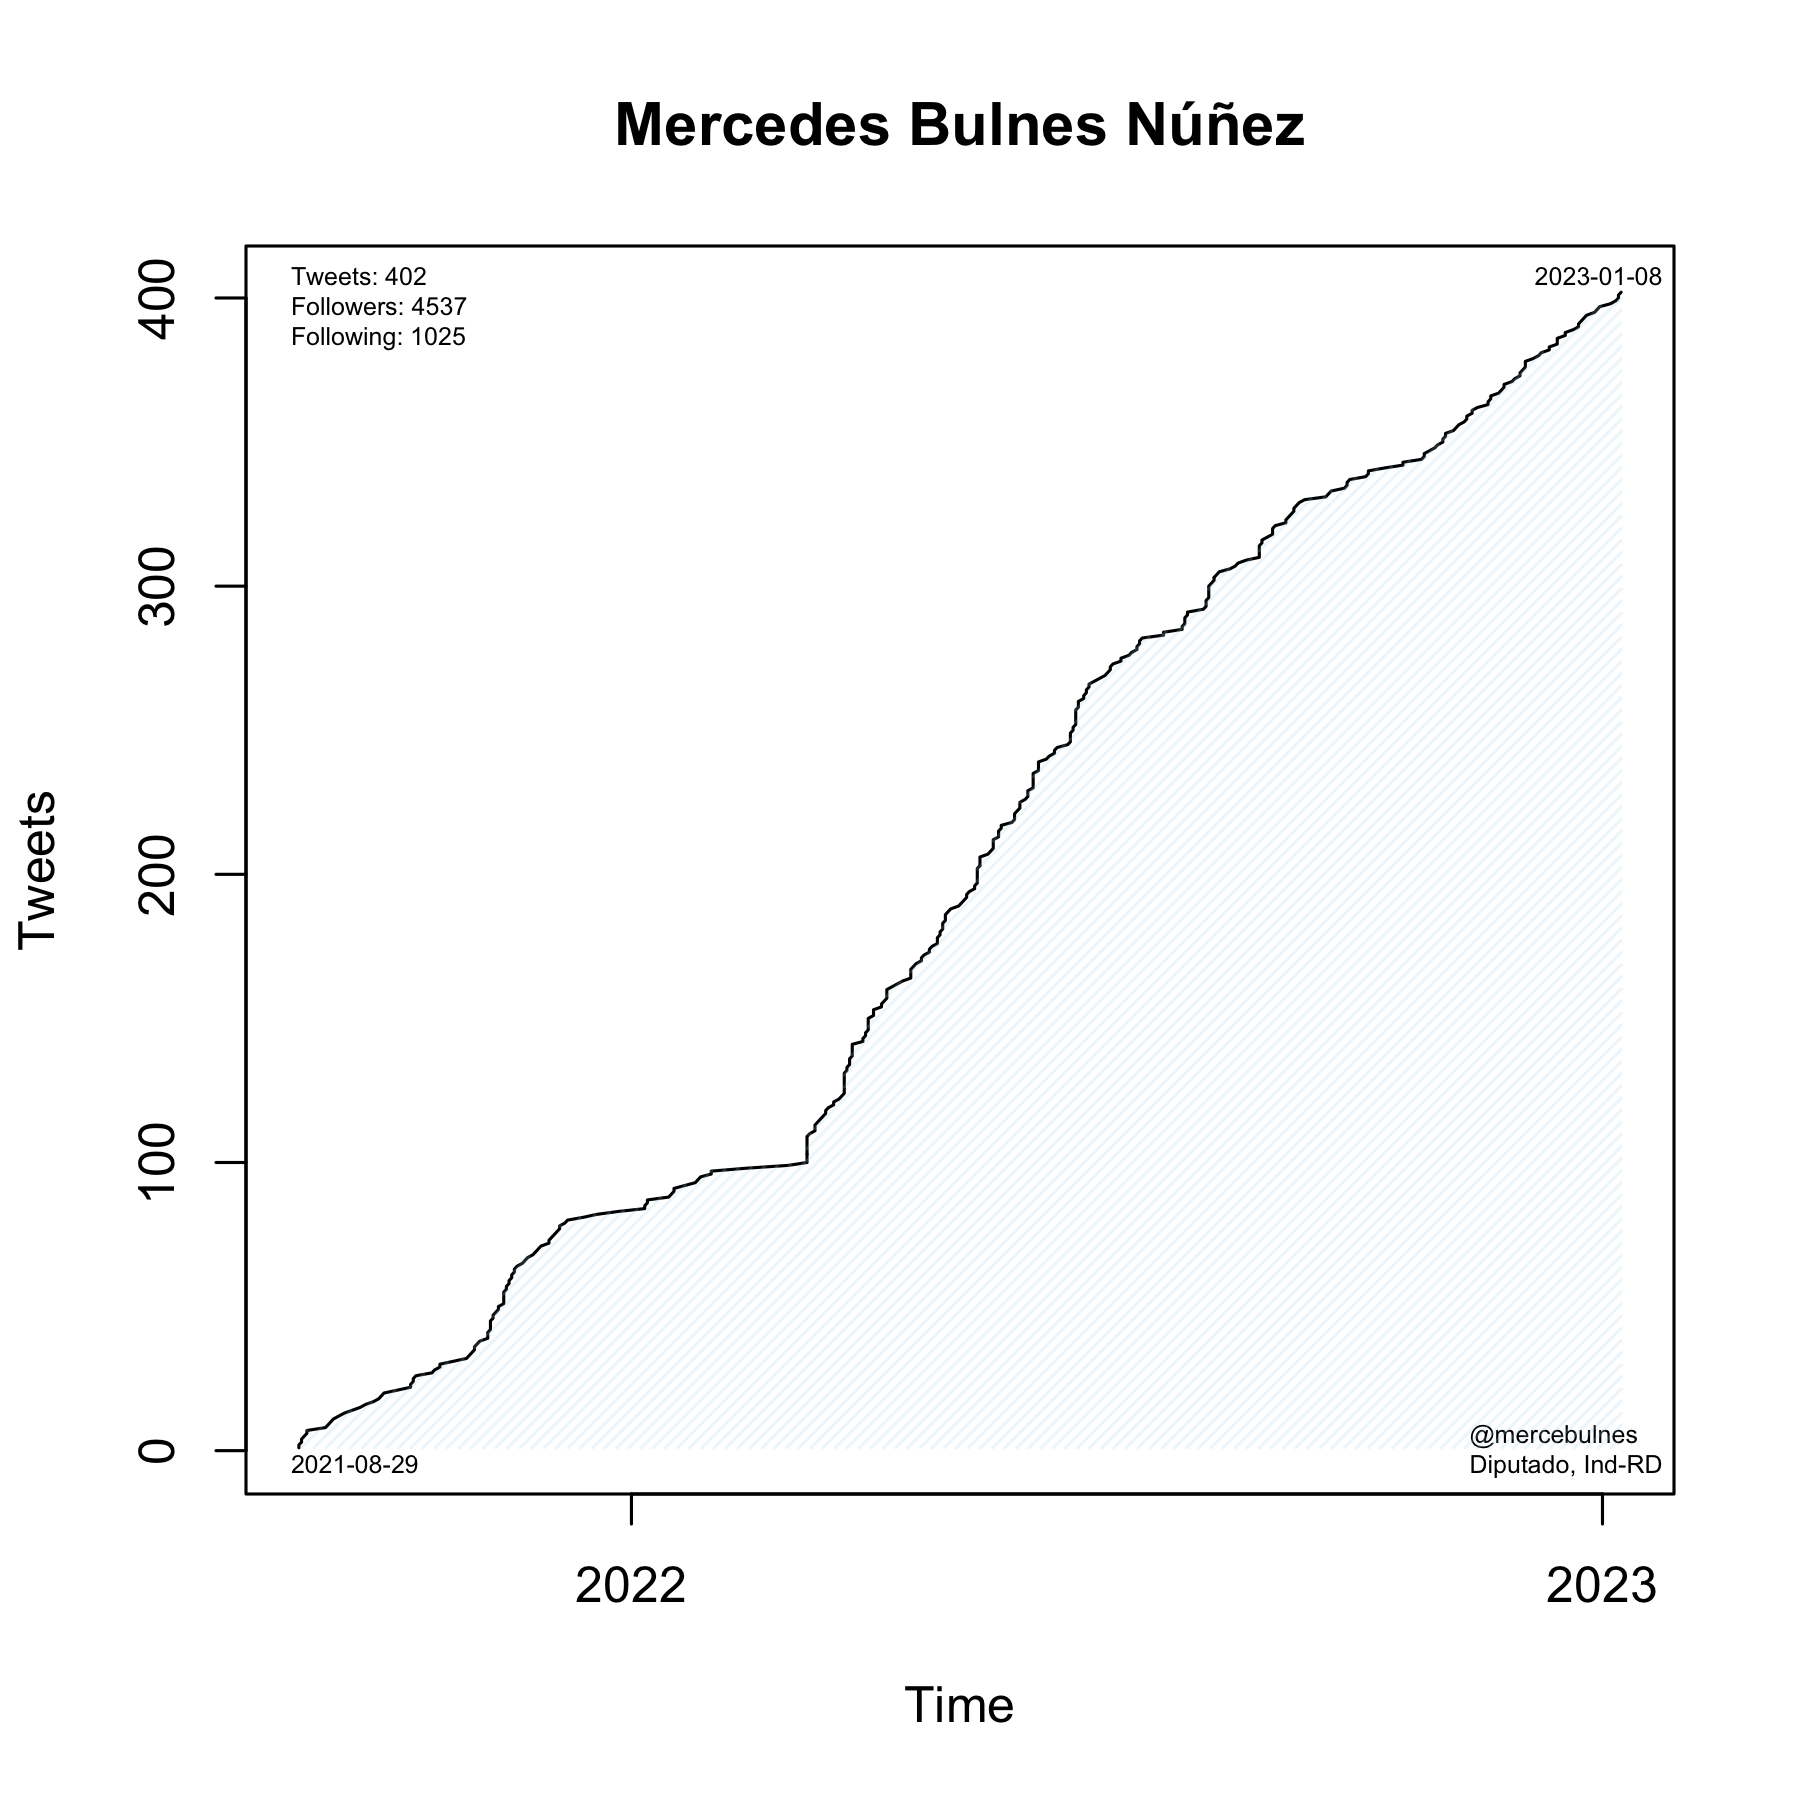 Mercedes Bulnes Núñez
Tweets: 402
Followers: 4537
Following: 1025
2023-01-08
400
300
200
100
0
Tweets
2021-08-29
@mercebulnes
Diputado, Ind-RD
2022
2023
Time